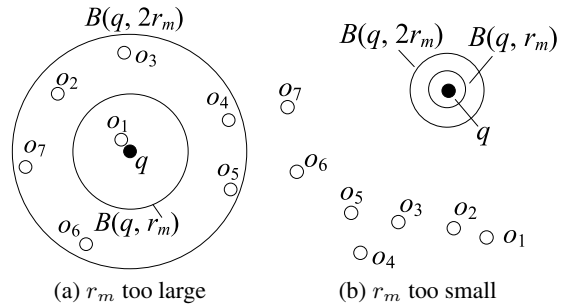 B(q, 2r_m)
o_3
o_2
o_4
o_1
q
o_7
o_5
B(q, r_m)
o_6
(a) r_m too large
B(q, 2r_m)
B(q, r_m)
q
o_7
o_6
o_5
o_3
o_2
o_1
o_4
(b) r_m too small